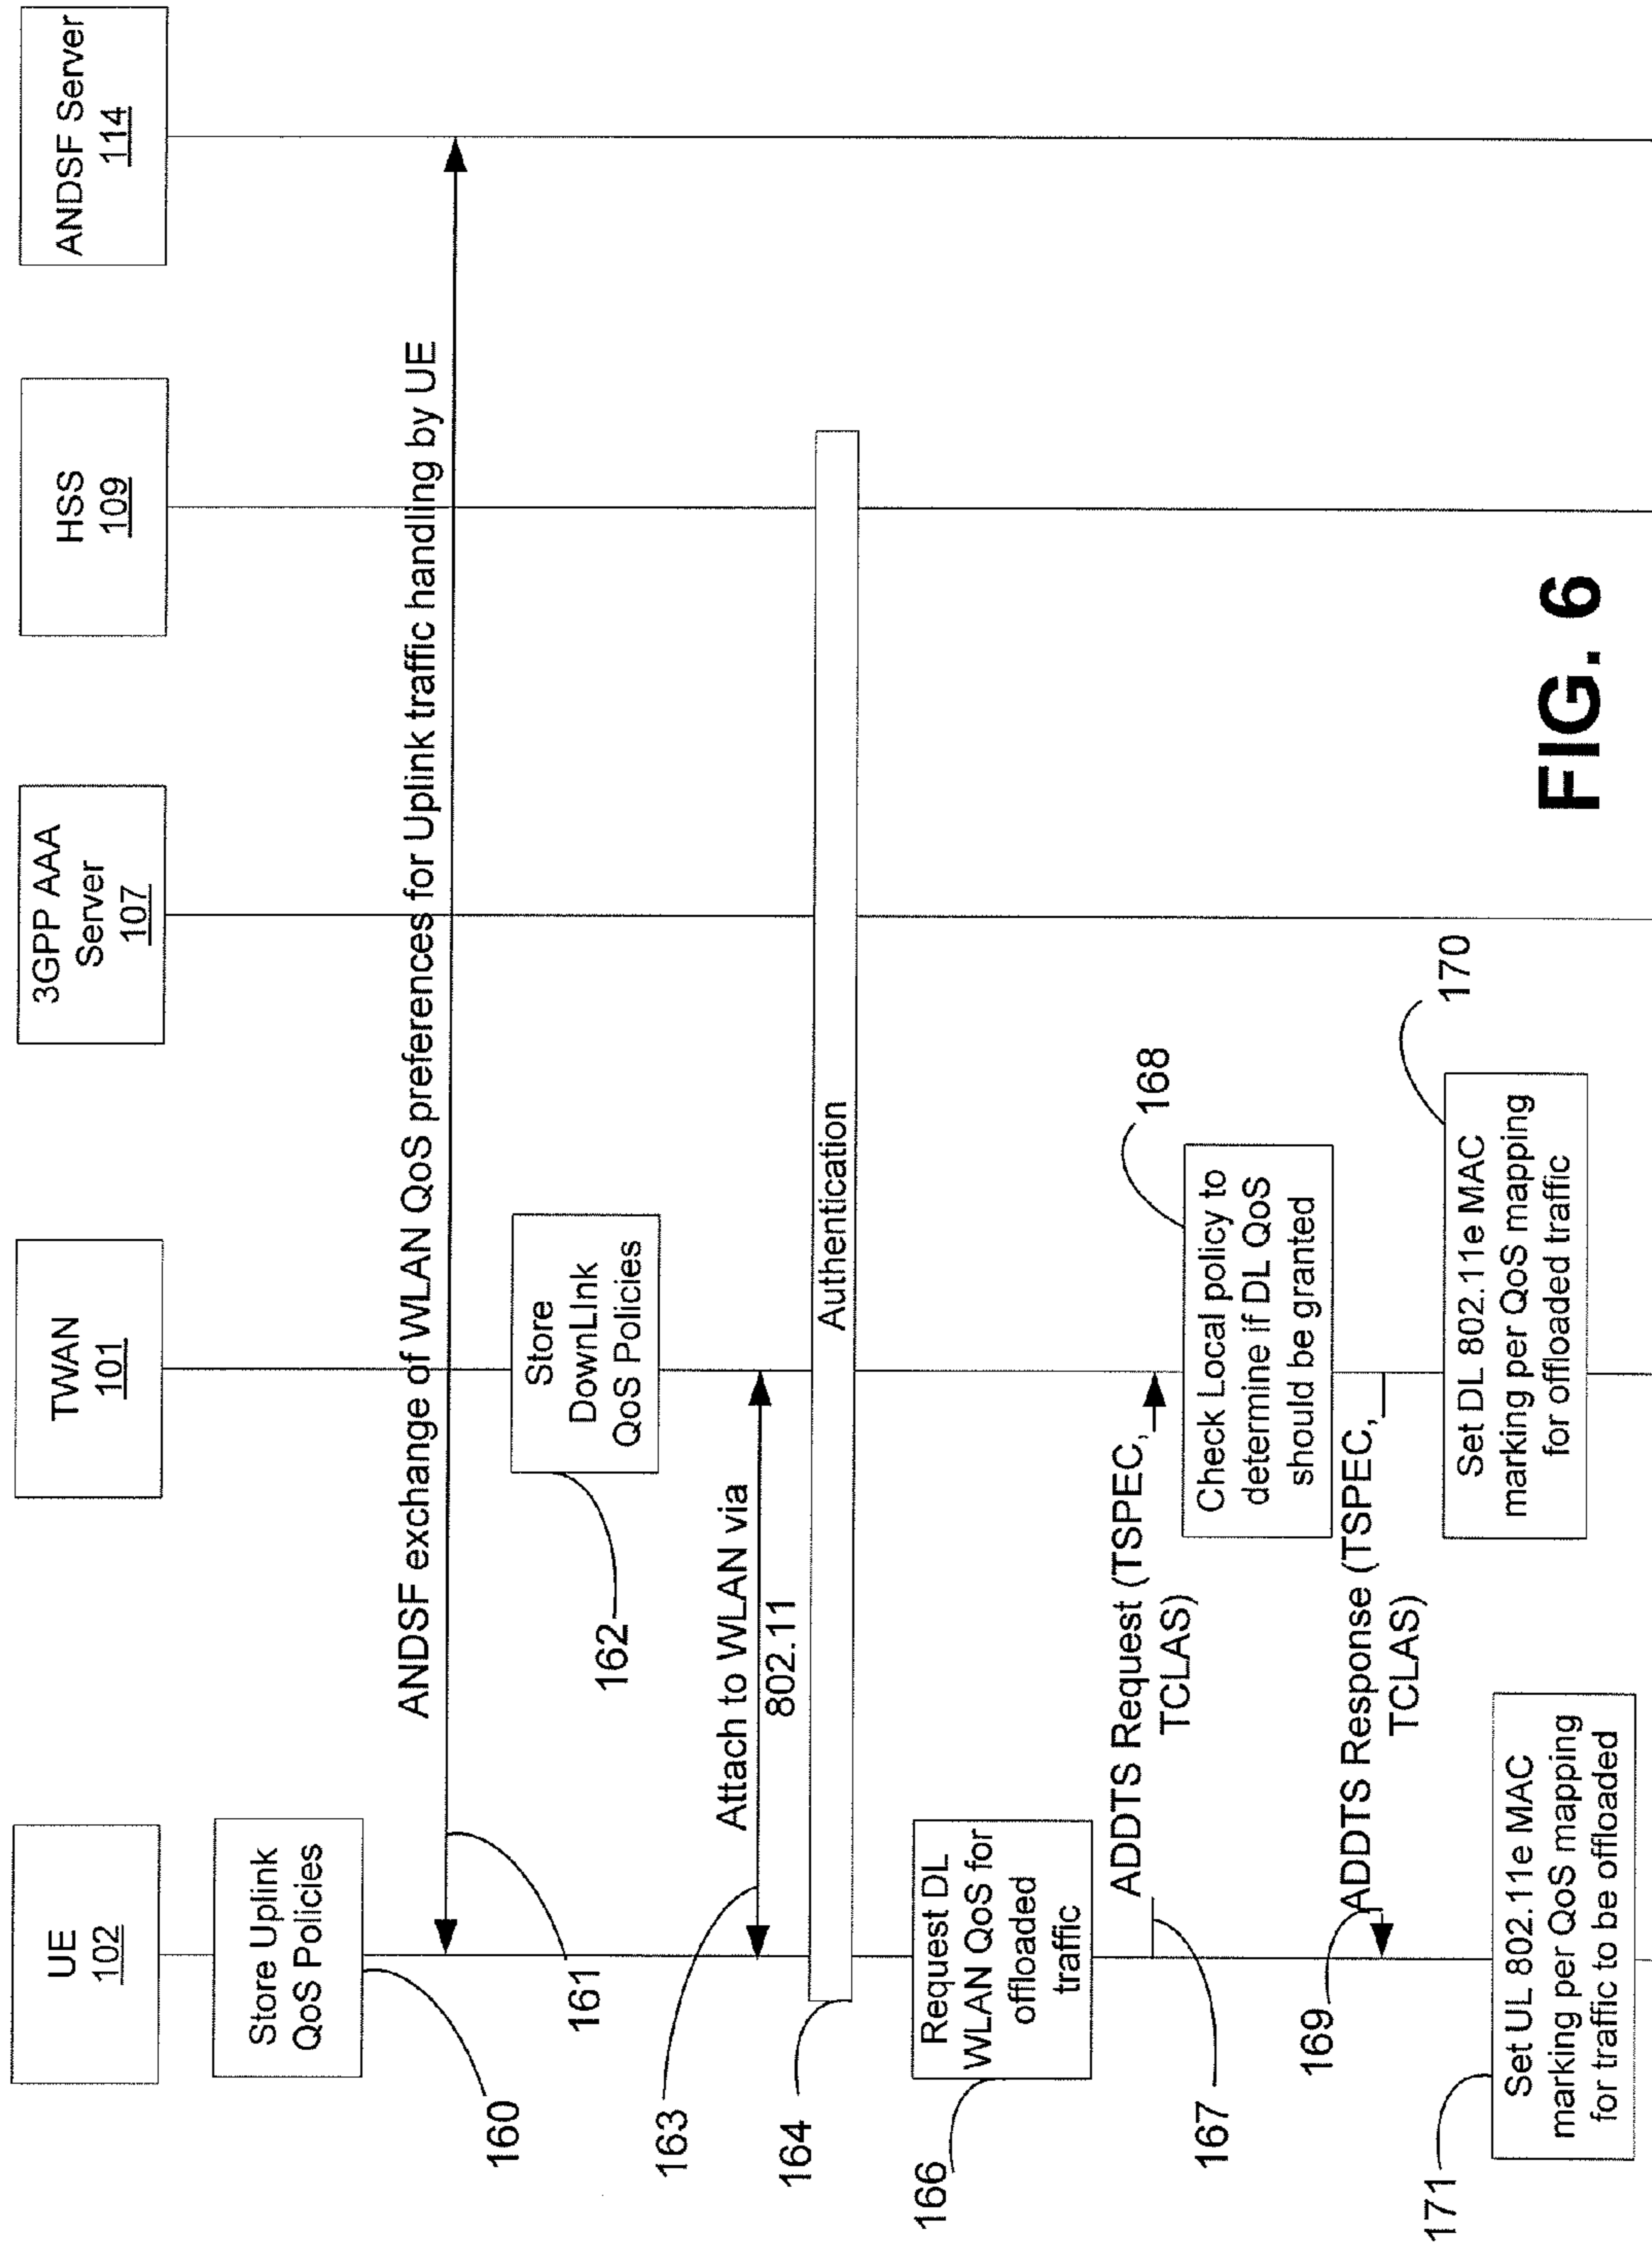 UE
102
TWAN
101
3GPP AAA
Server
107
HSS
109
ANDSF Server
114
Store Uplink
QoS Policies
160
ANDSF exchange of WLAN QoS preferences for Uplink traffic handling by UE
161
Store
DownLInk
QoS Policies
162
Attach to WLAN via
802.11
163
Authentication
164
Request DL
WLAN QoS for
offloaded
traffic
166
ADDTS Request (TSPEC,
TCLAS)
167
Check Local policy to
determine if DL QoS
should be granted
168
ADDTS Response (TSPEC,
TCLAS)
169
Set DL 802.11e MAC
marking per QoS mapping
for offloaded traffic
170
Set UL 802.11e MAC
marking per QoS mapping
for traffic to be offloaded
171
FIG. 6